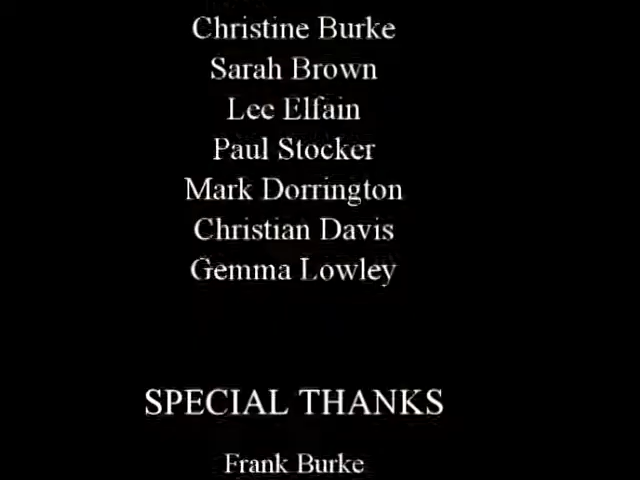 Christine Burke
Sarah Brown
Lee Elfain
Paul Stocker
Mark Dorrington
Christian Davis
Gemma Lowley
SPECIAL THANKS
Frank Burke